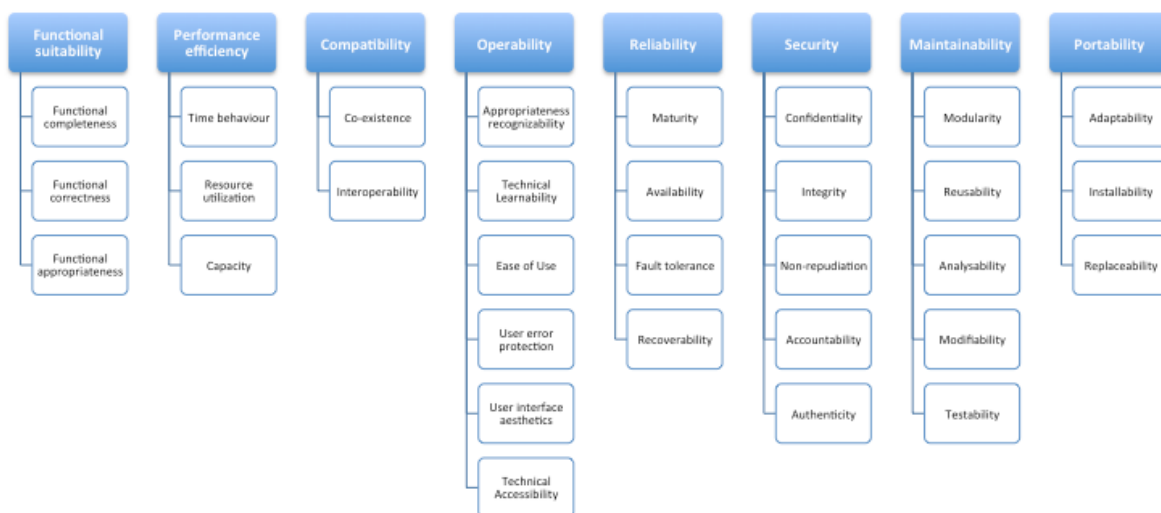 Functional
suitability
Performance
efficiency
Compatibility
Operability
Reliability
Security
Maintainability
Portability
Functional
completeness
Functional
correctness
Functional
appropriateness
Time behaviour
Resource
utilization
Capacity
Co-existence
Interoperability
Appropriateness
recognizability
Technical
Learnability
Ease of Use
User error
protection
User interface
aesthetics
Technical
Accessibility
Maturity
Availability
Fault tolerance
Recoverability
Confidentiality
Integrity
Non-repudiation
Accountability
Authenticity
Modularity
Reusability
Analysability
Modifiability
Testability
Adaptability
Installability
Replaceability